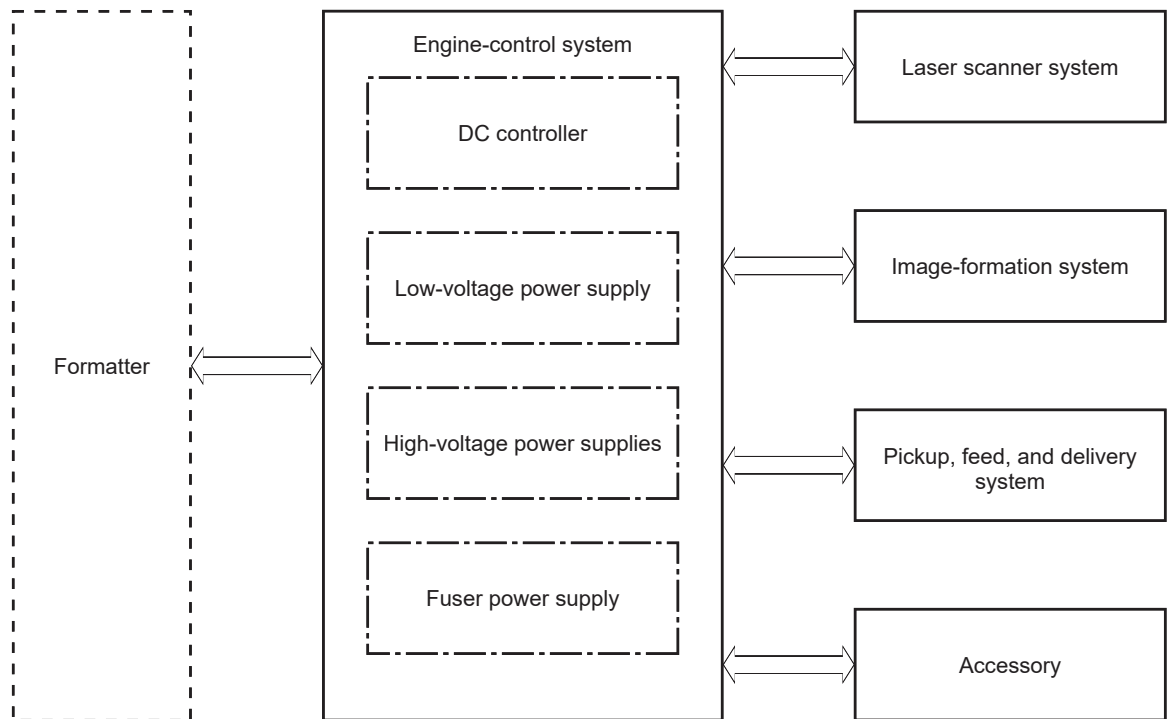 Formatter
Engine-control system
DC controller
Low-voltage power supply
High-voltage power supplies
Fuser power supply
Laser scanner system
Image-formation system
Pickup, feed, and delivery
system
Accessory